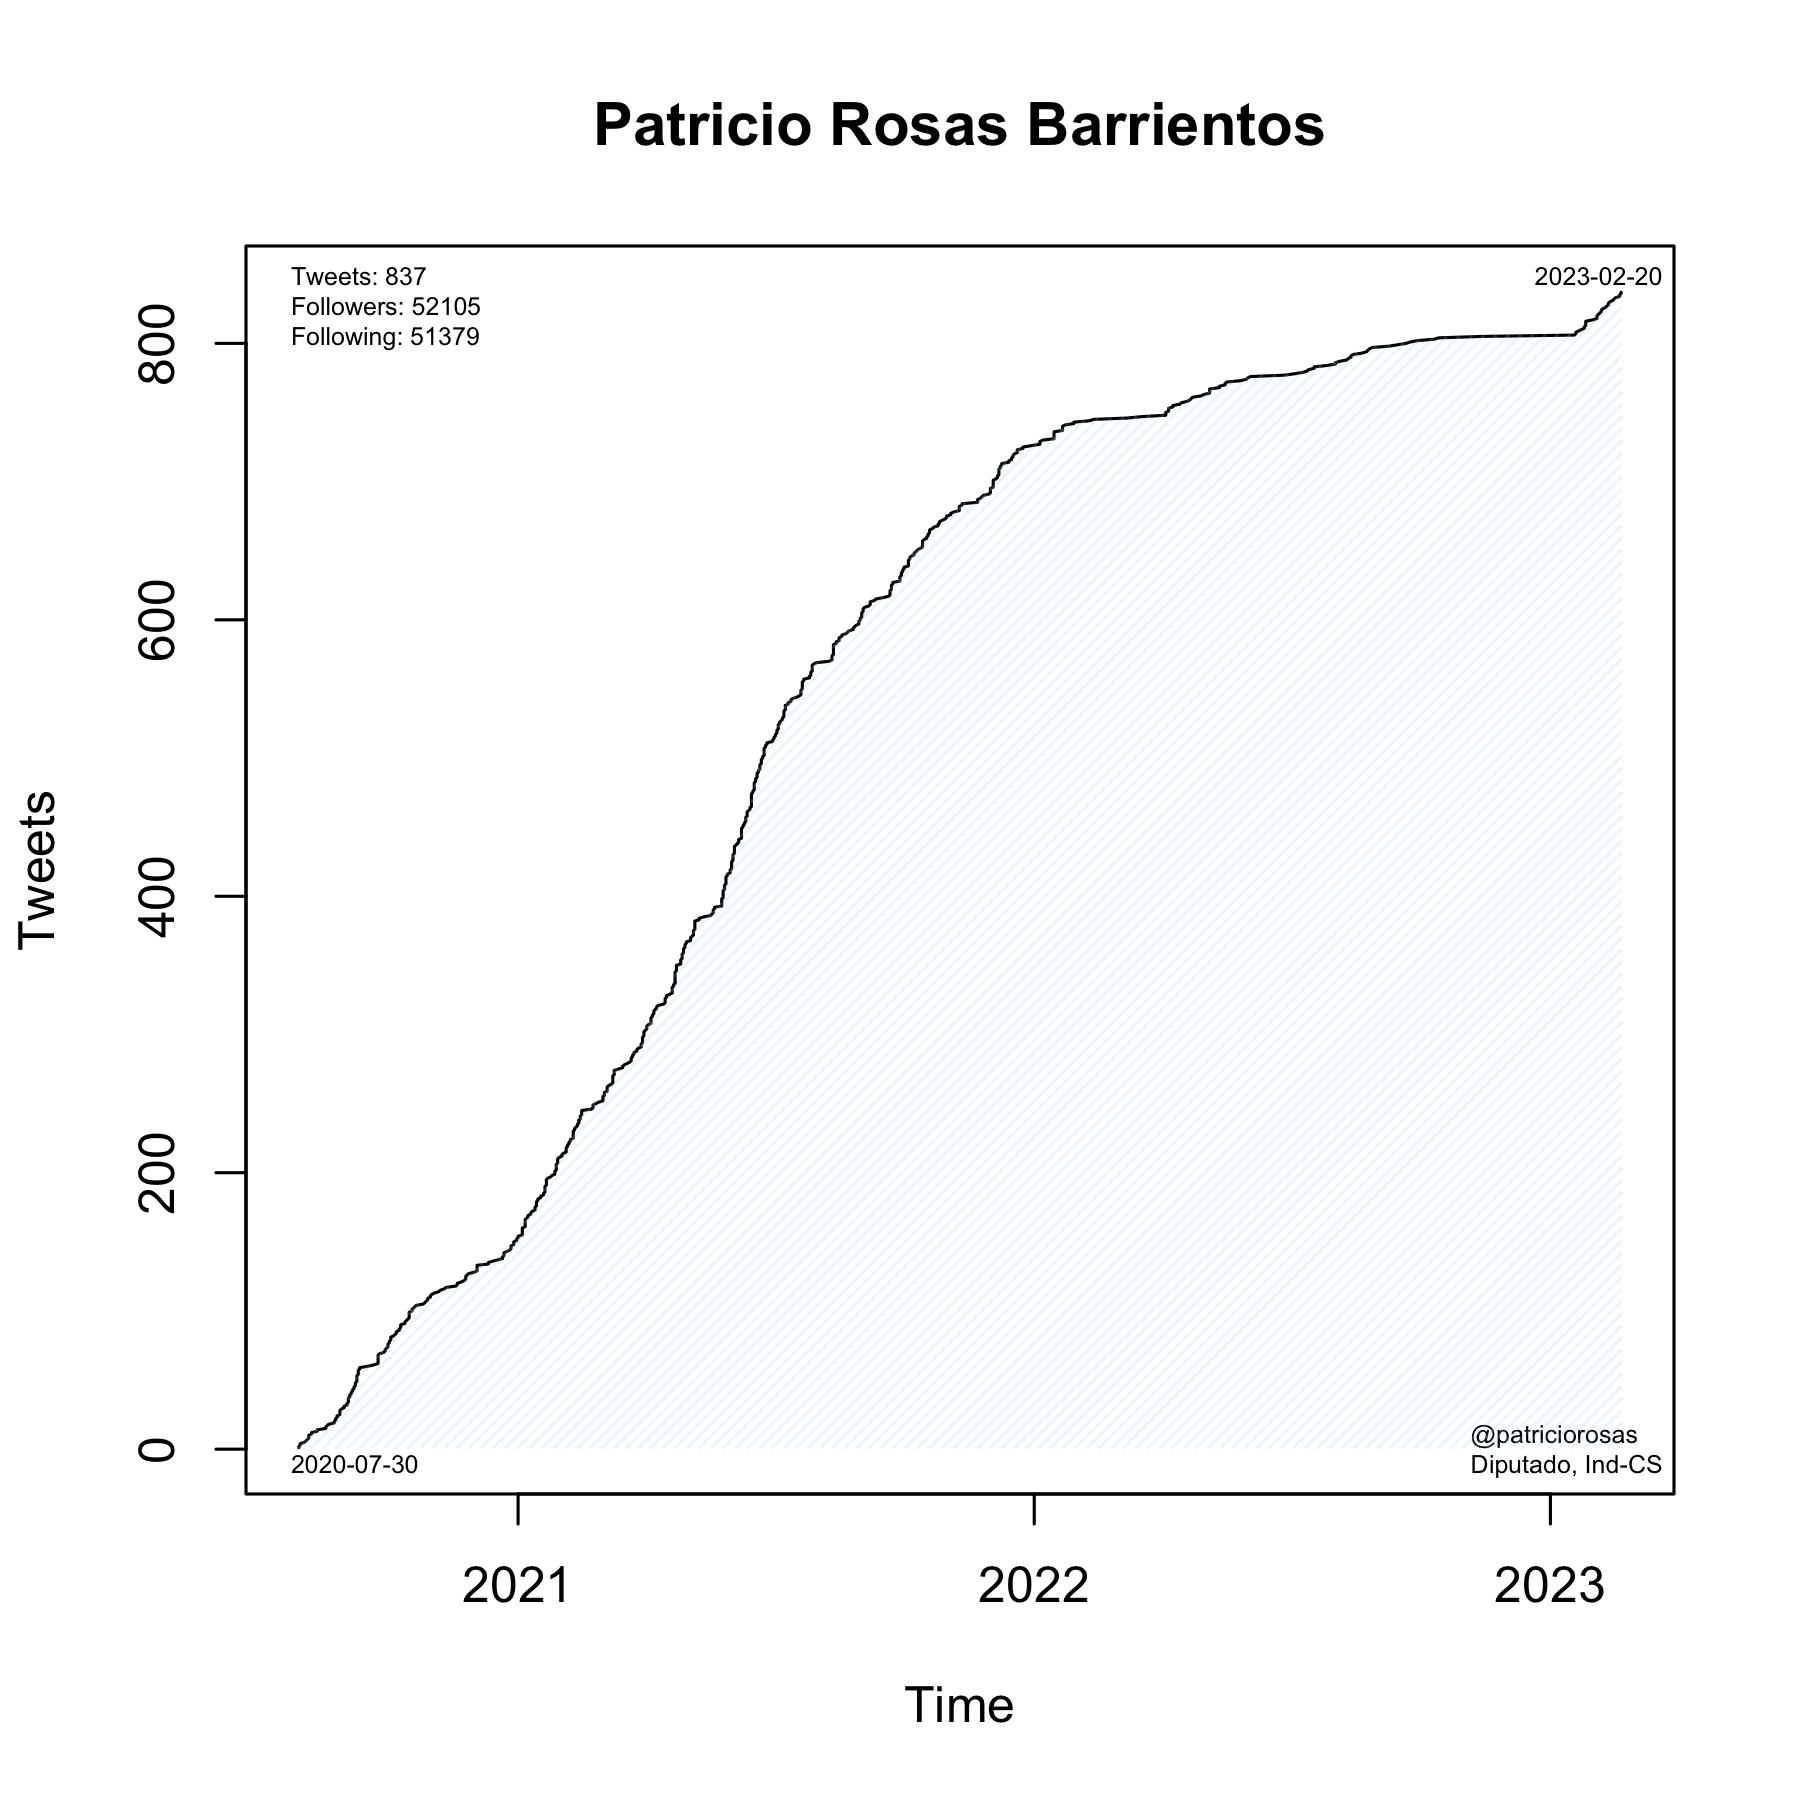 Patricio Rosas Barrientos
Tweets: 837
Followers: 52105
Following: 51379
2023-02-20
800
600
400
200
0
Tweets
@patriciorosas
Diputado, Ind-CS
2020-07-30
2021
2022
2023
Time